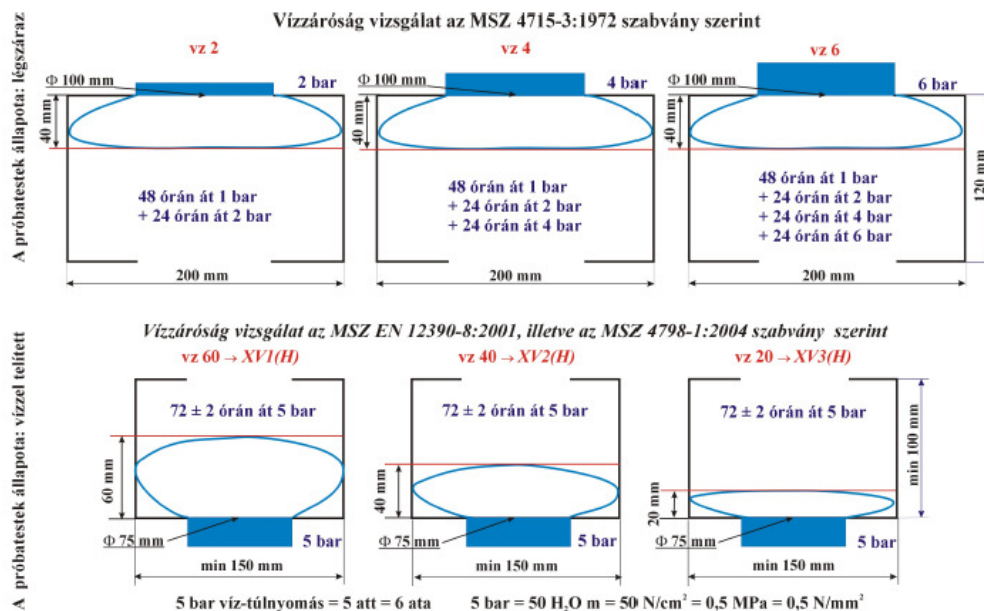 Vízzáróság vizsgálat az MSZ 4715-3:1972 szabvány szerint
A próbatestek állapota: légszáraz
vz 2
vz 4
vz 6
Φ 100 mm
2 bar
Φ 100 mm
4 bar
Φ 100 mm
6 bar
40 mm
40 mm
40 mm
120 mm
48 órán át 1 bar
+ 24 órán át 2 bar
48 órán át 1 bar
+ 24 órán át 2 bar
+ 24 órán át 4 bar
48 órán át 1 bar
+ 24 órán át 2 bar
+ 24 órán át 4 bar
+ 24 órán át 6 bar
200 mm
200 mm
200 mm
Vízzáróság vizsgálat az MSZ EN 12390-8:2001, illetve az MSZ 4798-1:2004 szabvány szerint
A próbatestek állapota: vízzel telített
vz 60 → XV1(H)
vz 40 → XV2(H)
vz 20 → XV3(H)
72 ± 2 órán át 5 bar
72 ± 2 órán át 5 bar
72 ± 2 órán át 5 bar
60 mm
40 mm
20 mm
min 100 mm
Φ 75 mm
5 bar
Φ 75 mm
5 bar
Φ 75 mm
5 bar
min 150 mm
min 150 mm
min 150 mm
5 bar víz-túlnyomás = 5 att = 6 ata
5 bar = 50 H₂O m = 50 N/cm² = 0,5 MPa = 0,5 N/mm²